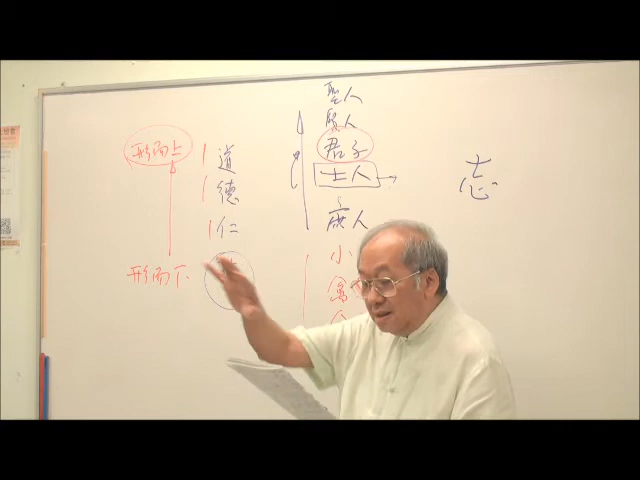 形而上
道
德
仁
形而下
聖人
賢人
君子
士人
庶人
小
禽
志